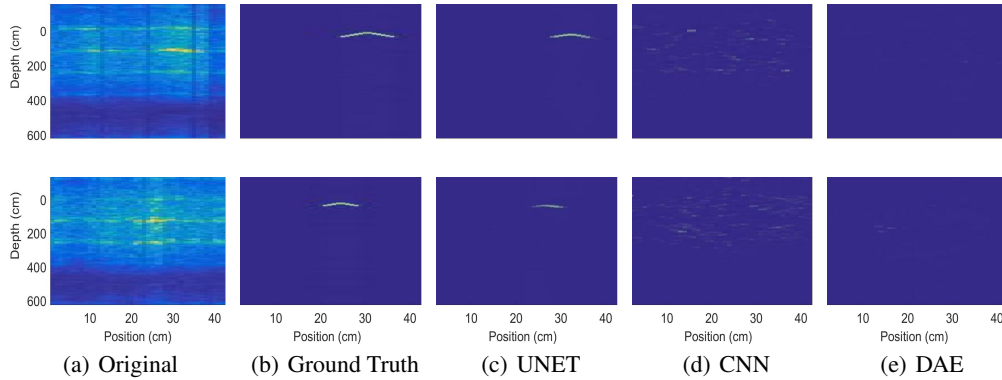 Depth (cm)
0
200
400
600
Depth (cm)
0
200
400
600
10 20 30 40
10 20 30 40
10 20 30 40
10 20 30 40
10 20 30 40
Position (cm)
Position (cm)
Position (cm)
Position (cm)
Position (cm)
(a) Original
(b) Ground Truth
(c) UNET
(d) CNN
(e) DAE